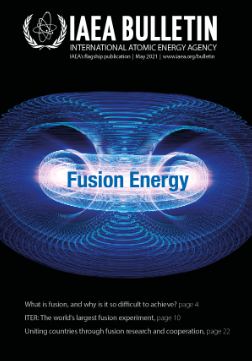 IAEA BULLETIN
INTERNATIONAL ATOMIC ENERGY AGENCY
IAEA's flagship publication | May 2021 | www.iaea.org/bulletin
Fusion Energy
What is fusion, and why is it so difficult to achieve? page 4
ITER: The world's largest fusion experiment, page 10
Uniting countries through fusion research and cooperation, page 22